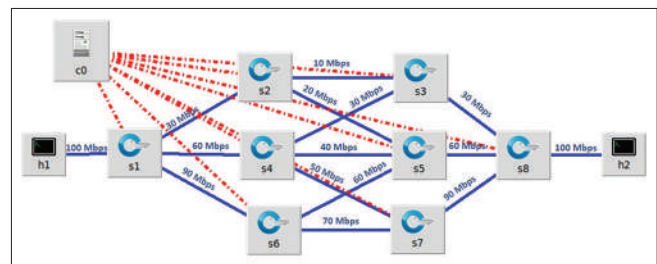 10 Mbps
c0
s2
s3
20 Mbps
30 Mbps
30 Mbps
30 Mbps
100 Mbps
60 Mbps
40 Mbps
60 Mbps
100 Mbps
h1
s1
s4
s5
s8
h2
50 Mbps
60 Mbps
90 Mbps
90 Mbps
70 Mbps
s6
s7